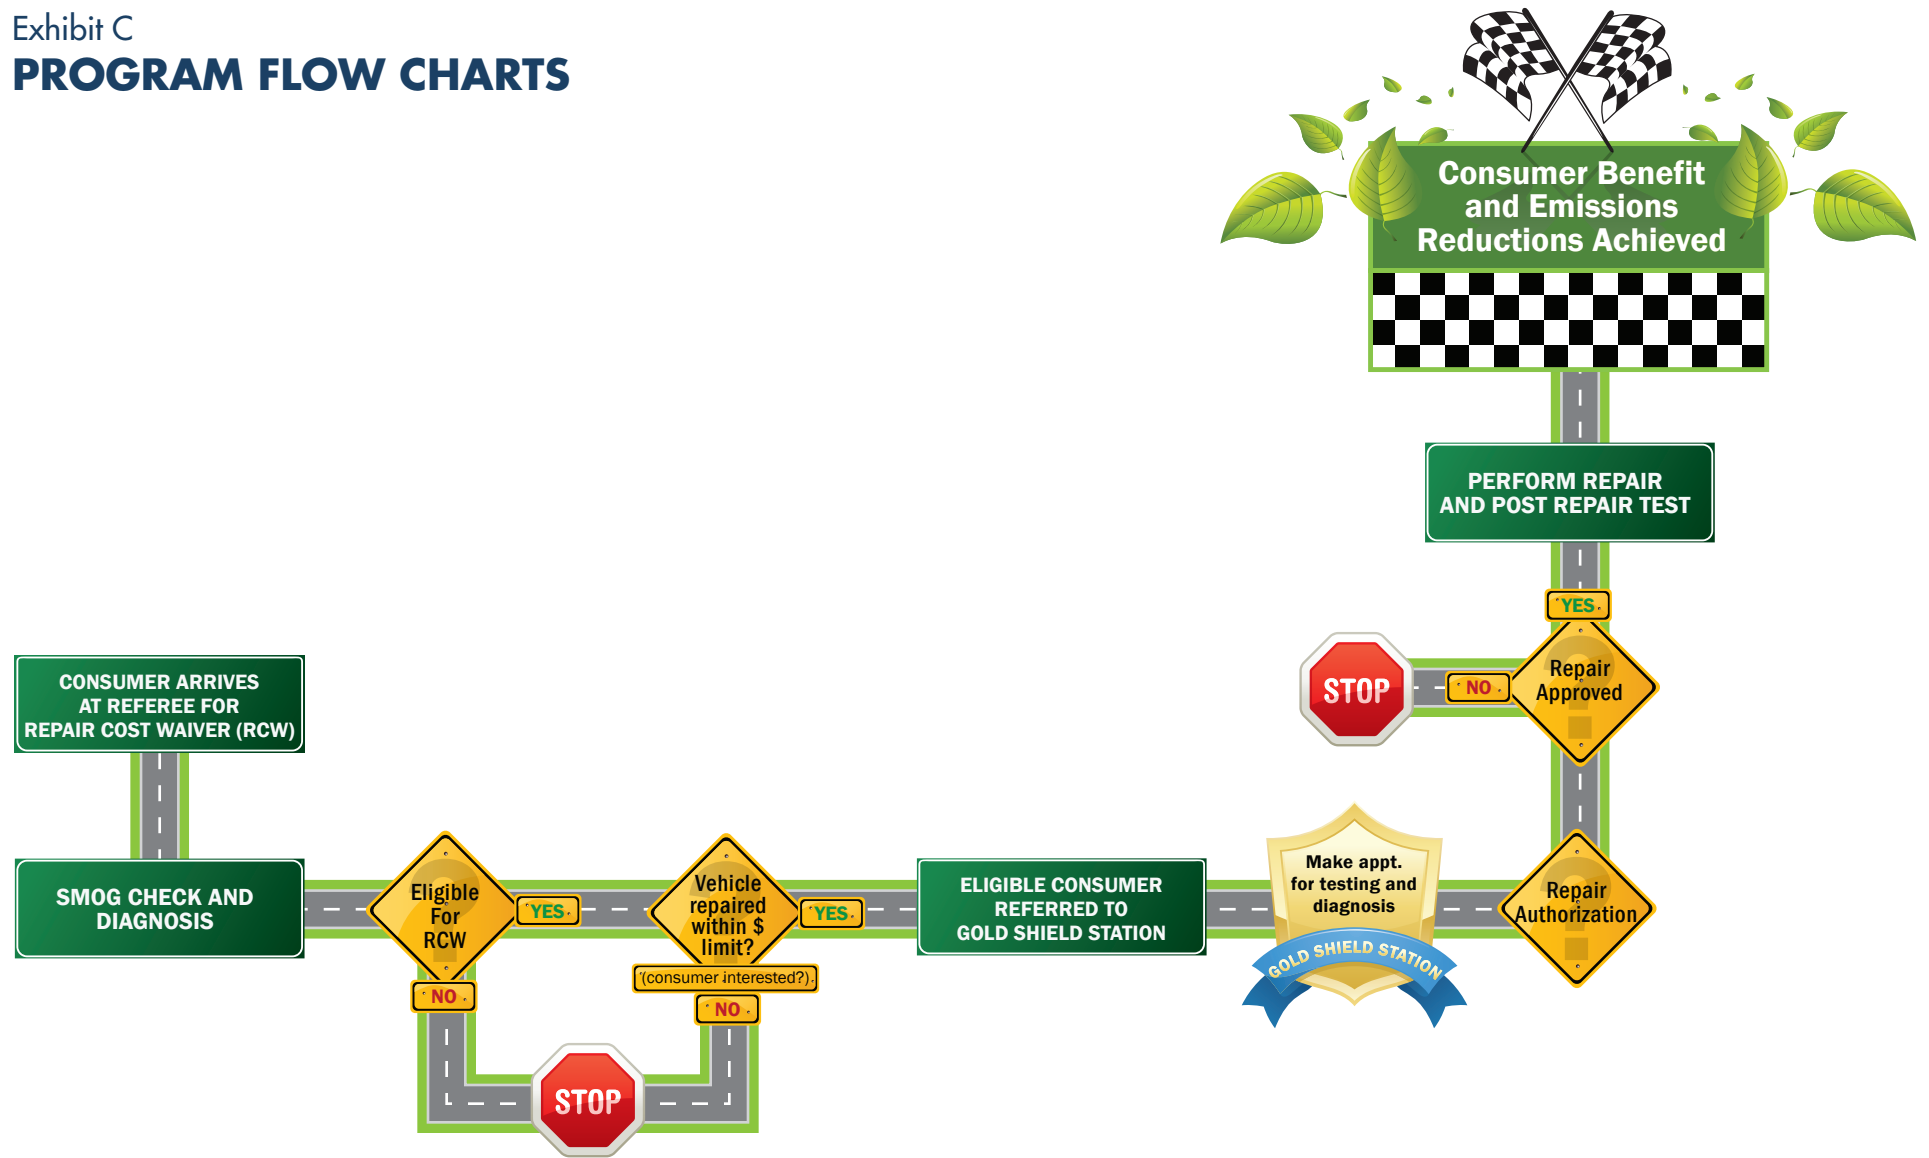 Exhibit C
PROGRAM FLOW CHARTS
Consumer Benefit
and Emissions
Reductions Achieved
PERFORM REPAIR
AND POST REPAIR TEST
YES
Repair
Approved
NO
STOP
CONSUMER ARRIVES
AT REFEREE FOR
REPAIR COST WAIVER (RCW)
SMOG CHECK AND
DIAGNOSIS
Eligible
For
RCW
YES
NO
Vehicle
repaired
within $
limit?
(consumer interested?)
YES
NO
STOP
ELIGIBLE CONSUMER
REFERRED TO
GOLD SHIELD STATION
Make appt.
for testing and
diagnosis
GOLD SHIELD STATION
Repair
Authorization